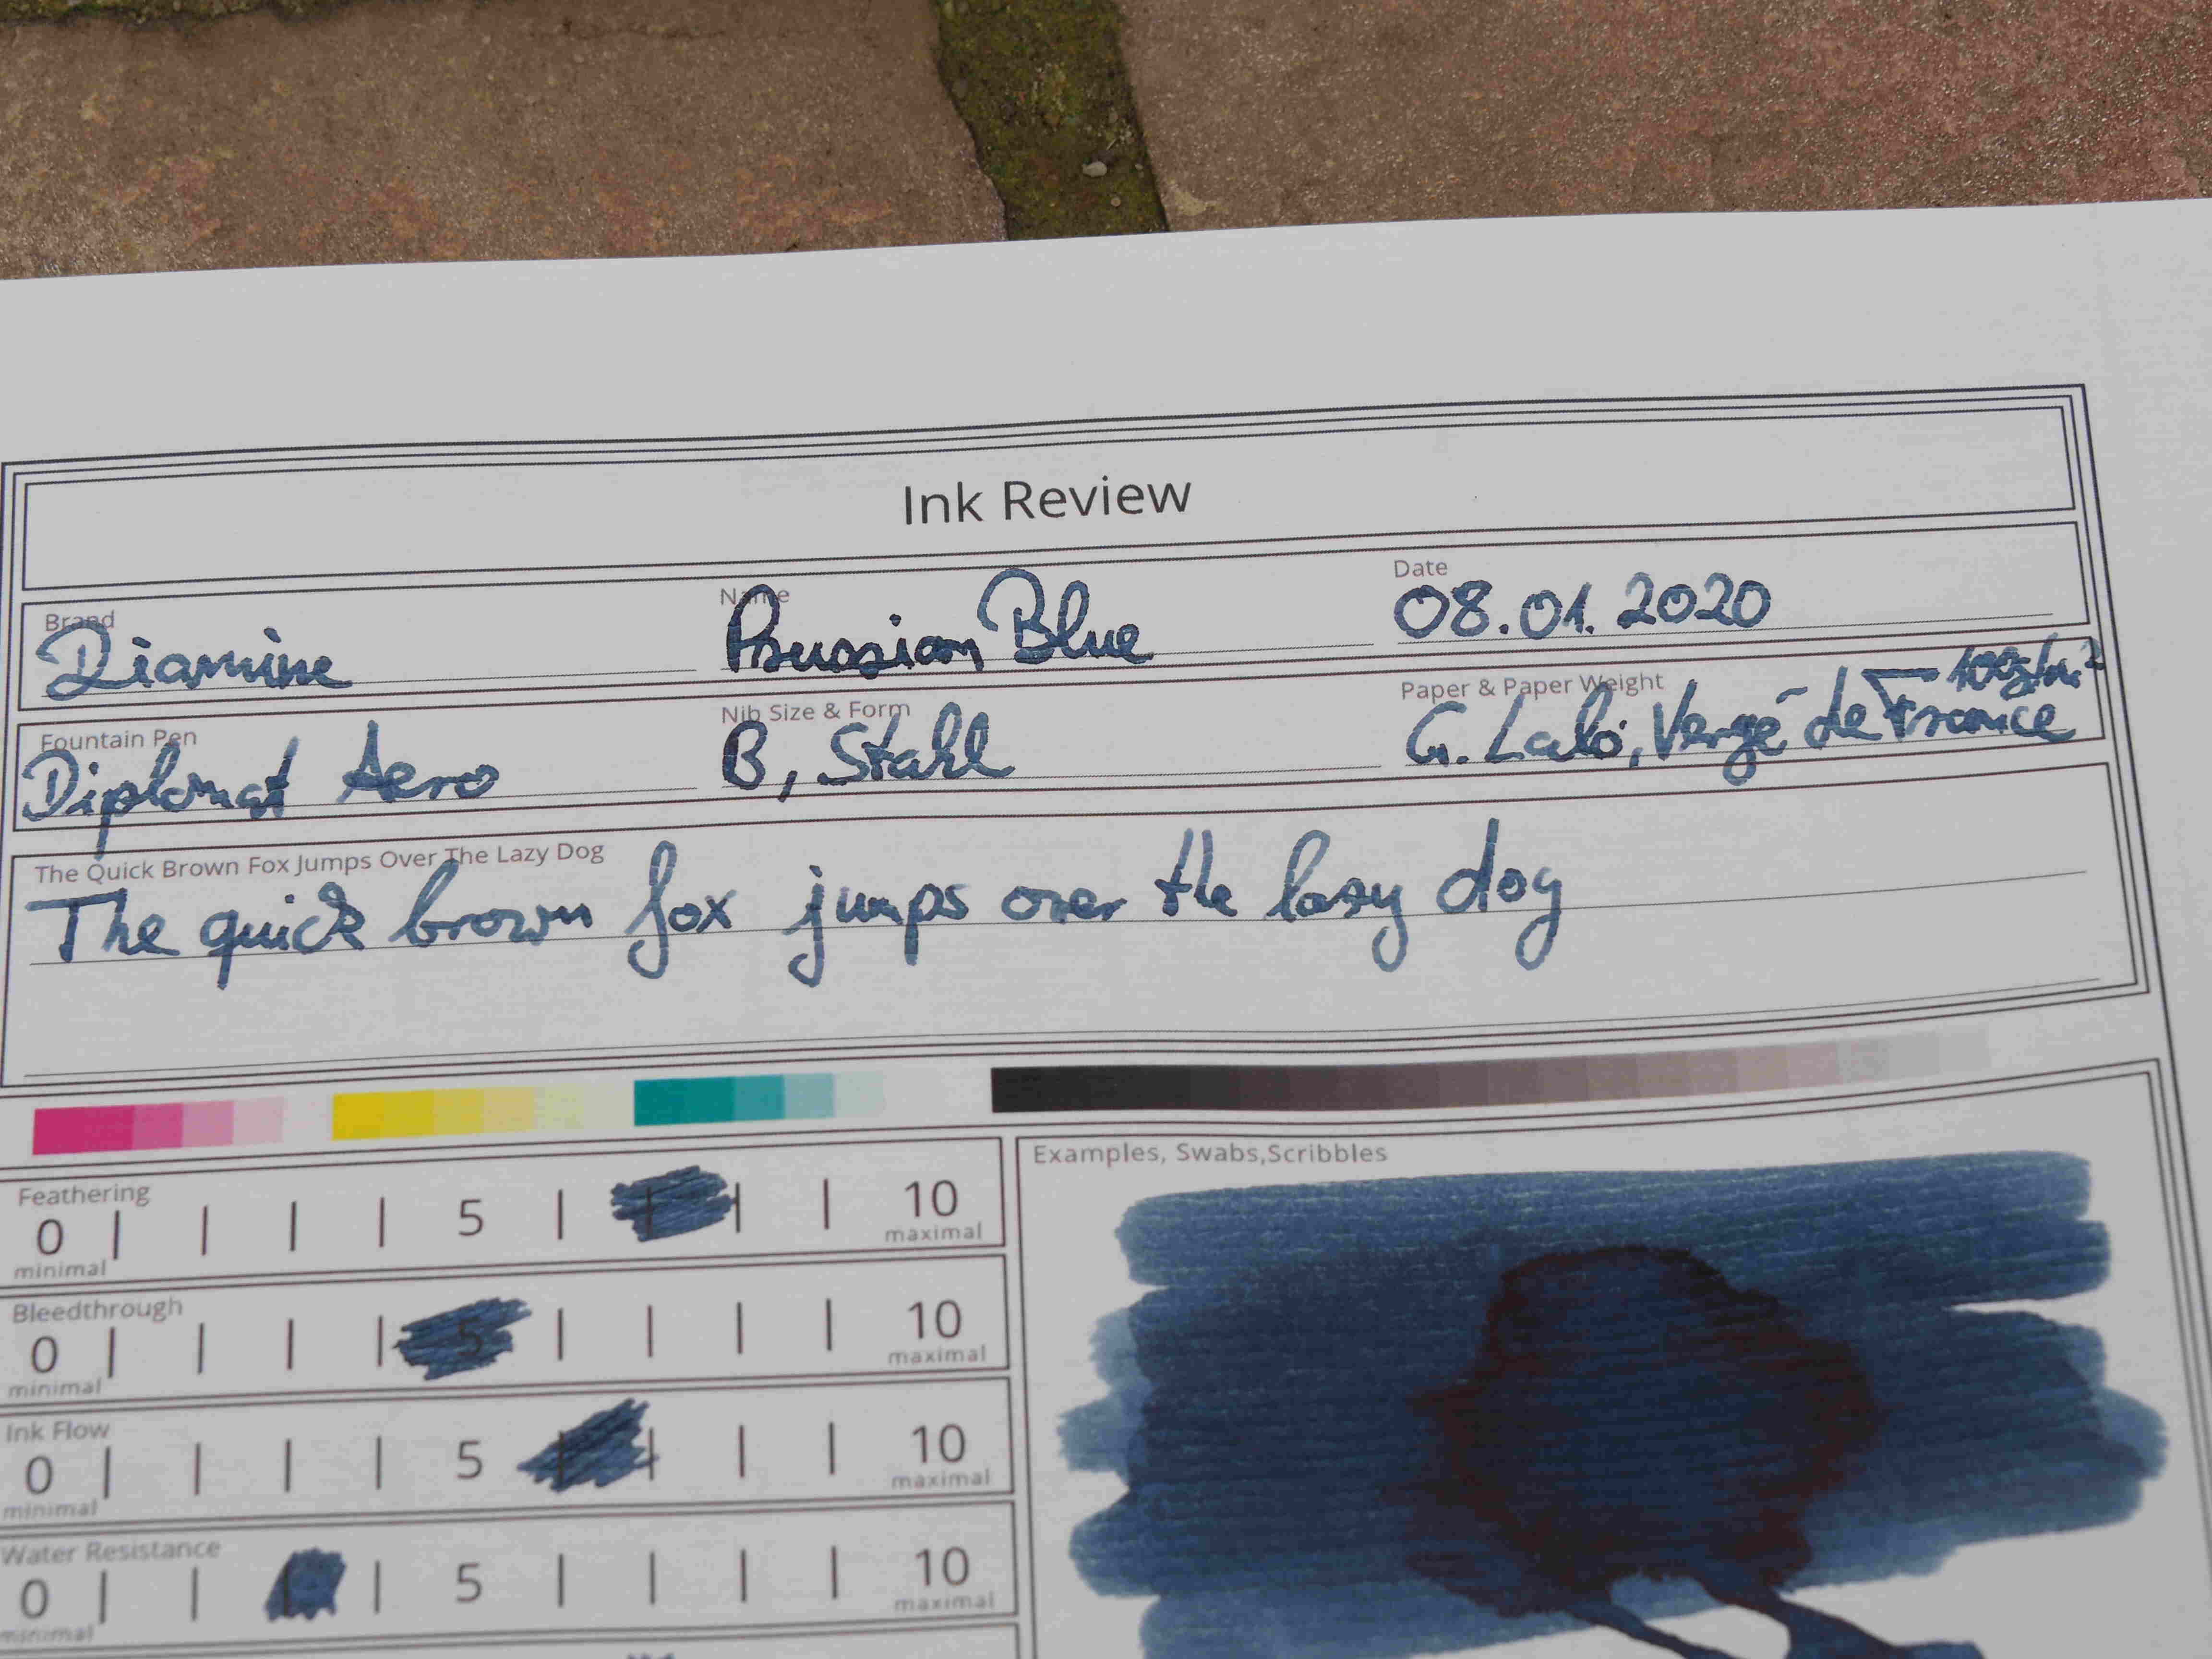 Ink Review
Brand Name Date
Diamine Prussian Blue 08.01.2020
Fountain Pen Nib Size & Form Paper & Paper Weight
100g/m²
Diplomat Aero B, Stahl G. Lalo, Vergé de France
The Quick Brown Fox Jumps Over The Lazy Dog
The quick brown fox jumps over the lazy dog
Feathering
0 5 10
minimal maximal
Bleedthrough
0 5 10
minimal maximal
Ink Flow
0 5 10
minimal maximal
Water Resistance
0 5 10
minimal maximal
Examples, Swabs,Scribbles